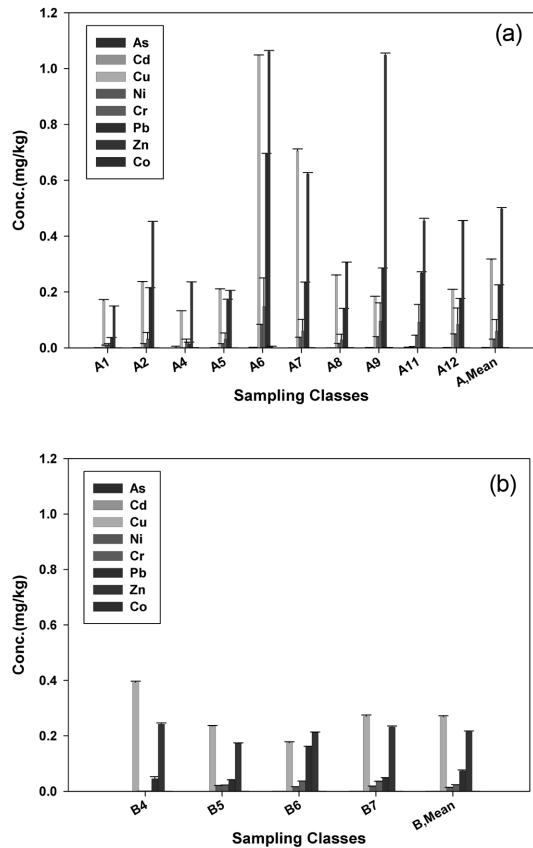 (a)
1.2
1.0
0.8
0.6
0.4
0.2
0.0
Conc.(mg/kg)
As
Cd
Cu
Ni
Cr
Pb
Zn
Co
A1 A2 A4 A5 A6 A7 A8 A9 A11 A12 A,Mean
Sampling Classes
(b)
1.2
1.0
0.8
0.6
0.4
0.2
0.0
Conc.(mg/kg)
As
Cd
Cu
Ni
Cr
Pb
Zn
Co
B4 B5 B6 B7 B,Mean
Sampling Classes